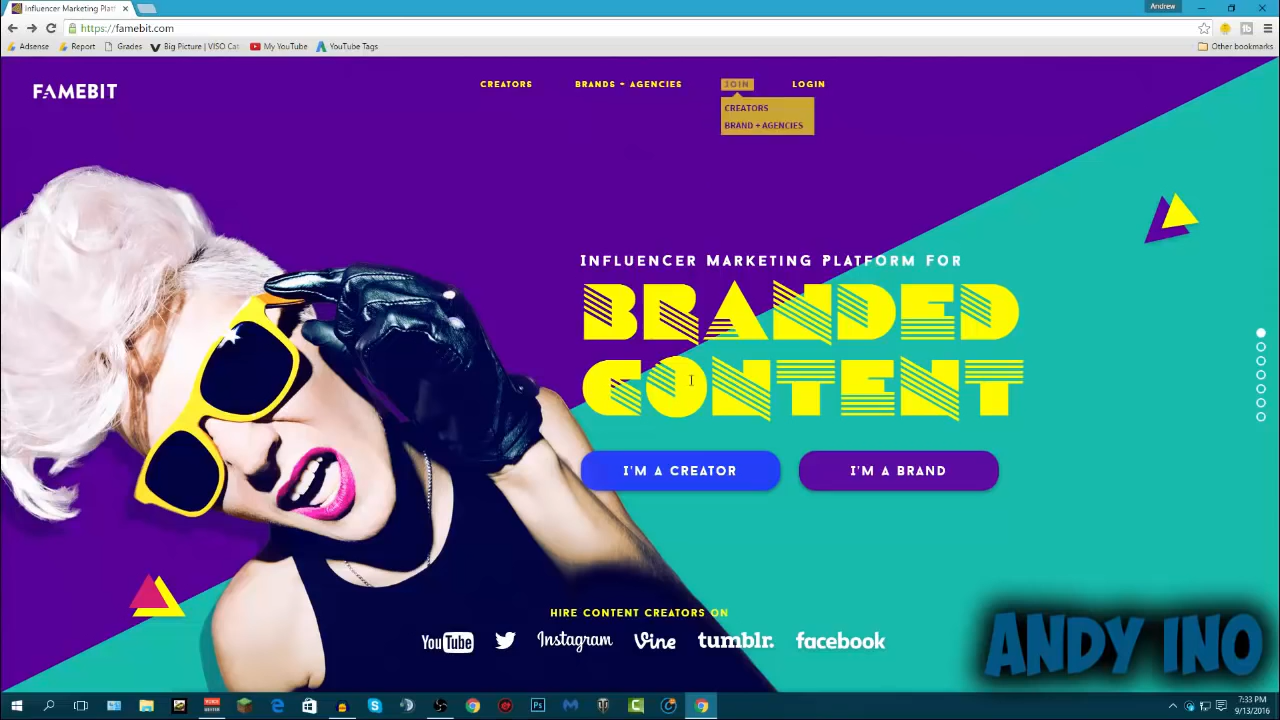 Influencer Marketing Platf
Andrew
https://famebit.com
Adsense
Report
Grades
Big Picture | VISO Cat
My YouTube
YouTube Tags
Other bookmarks
FAMEBIT
CREATORS
BRANDS + AGENCIES
JOIN
LOGIN
CREATORS
BRAND + AGENCIES
INFLUENCER MARKETING PLATFORM FOR
BRANDED
CONTENT
I'M A CREATOR
I'M A BRAND
HIRE CONTENT CREATORS ON
YouTube
Instagram
Vine
tumblr.
facebook
ANDY INO
Ps
7:33 PM
9/13/2016